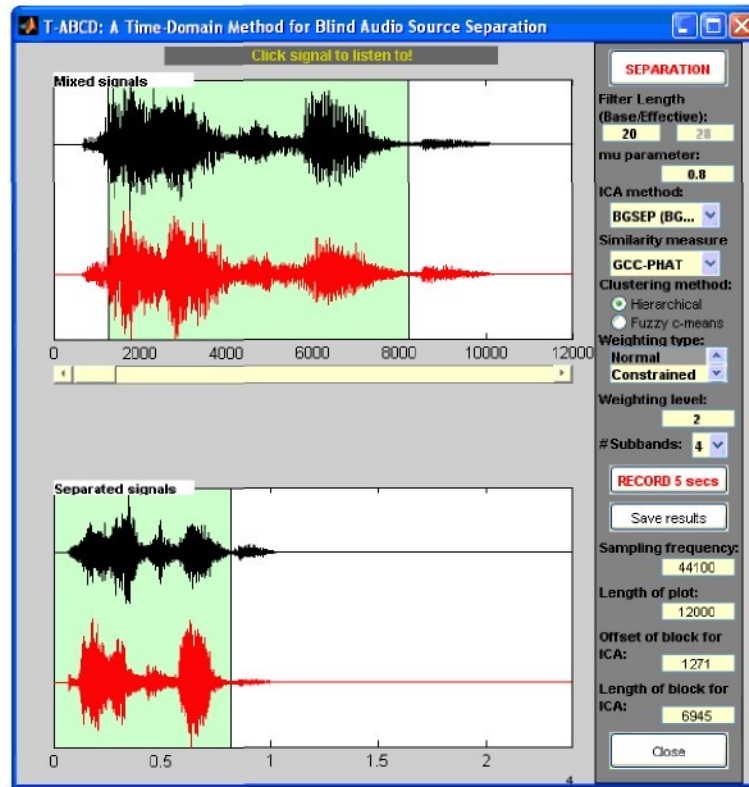 T-ABCD: A Time-Domain Method for Blind Audio Source Separation
Click signal to listen to!
Mixed signals
0 2000 4000 6000 8000 10000 12000
Separated signals
0 0.5 1 1.5 2
4
SEPARATION
Filter Length
(Base/Effective):
20 28
mu parameter:
0.8
ICA method:
BGSEP (BG...
Similarity measure
GCC-PHAT
Clustering method:
Hierarchical
Fuzzy c-means
Weighting type:
Normal
Constrained
Weighting level:
2
# Subbands: 4
RECORD 5 secs
Save results
Sampling frequency:
44100
Length of plot:
12000
Offset of block for
ICA:
1271
Length of block for
ICA:
6945
Close